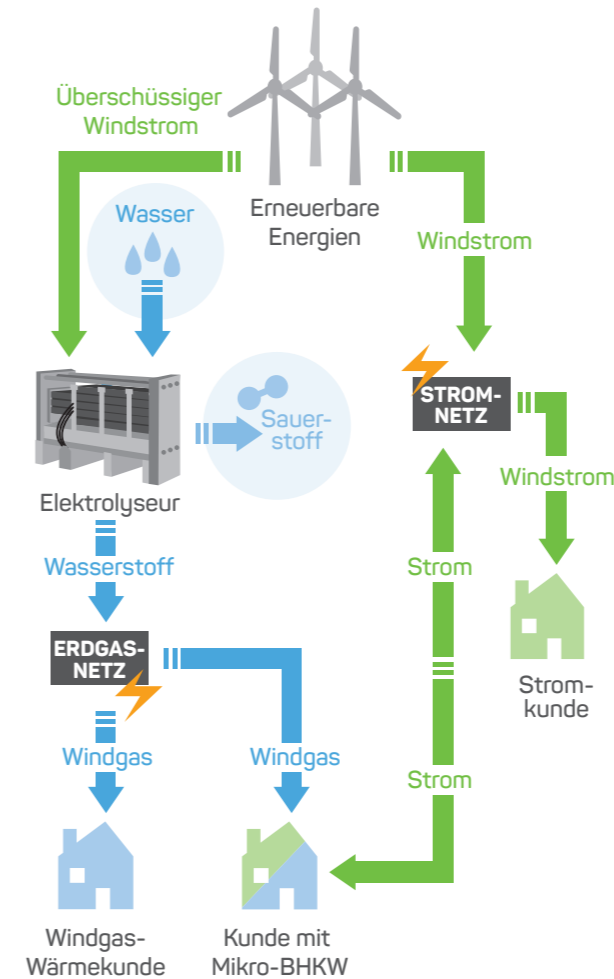 Überschüssiger
Windstrom
Erneuerbare
Energien
Wasser
Windstrom
STROM-
NETZ
Sauer-
stoff
Windstrom
Elektrolyseur
Wasserstoff
Strom
ERDGAS-
NETZ
Strom-
kunde
Windgas
Windgas
Strom
Windgas-
Wärmekunde
Kunde mit
Mikro-BHKW